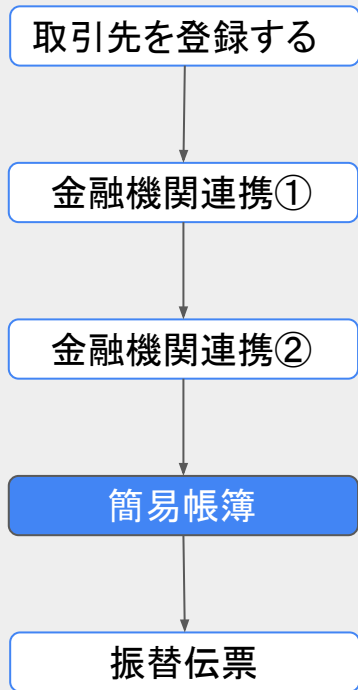 取引先を登録する
金融機関連携①
金融機関連携②
簡易帳簿
振替伝票